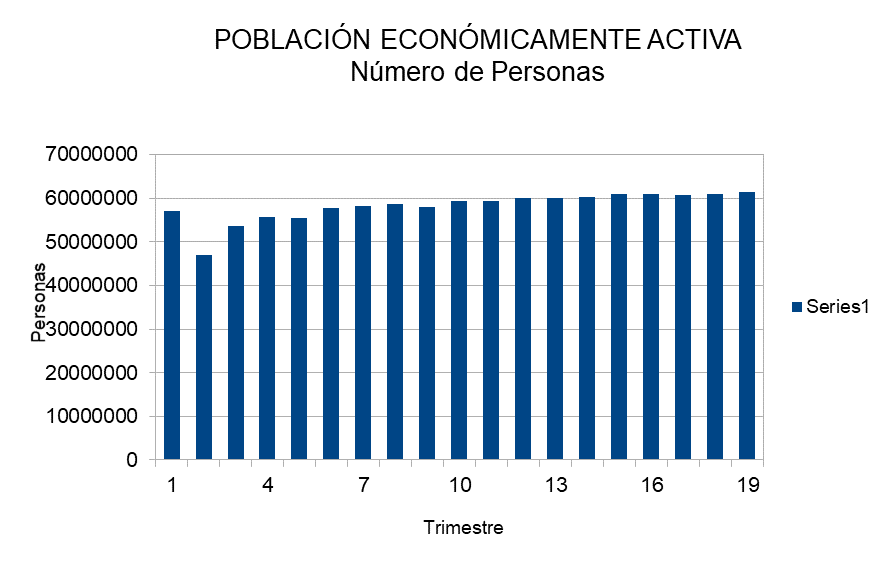 POBLACIÓN ECONÓMICAMENTE ACTIVA
Número de Personas
70000000
60000000
50000000
40000000
30000000
20000000
10000000
0
Personas
1 4 7 10 13 16 19
Trimestre
Series1